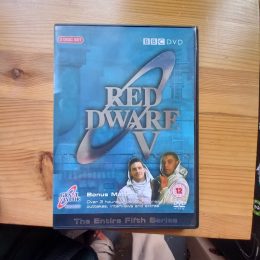 2 DISC SET
BBC DVD
RED
DWARF
V
Bonus
Over 3 hours
outtakes, interviews and extras
12
The Entire Fifth Series